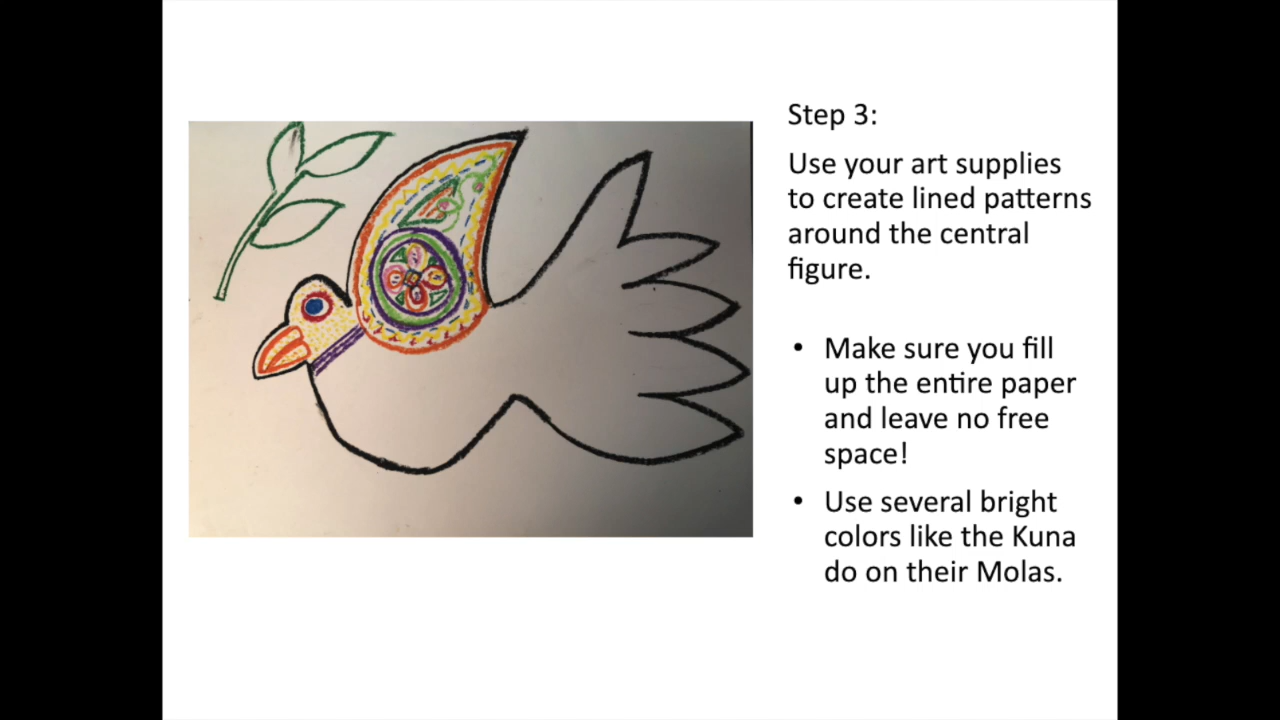 Step 3:
Use your art supplies
to create lined patterns
around the central
figure.
• Make sure you fill
up the entire paper
and leave no free
space!
• Use several bright
colors like the Kuna
do on their Molas.